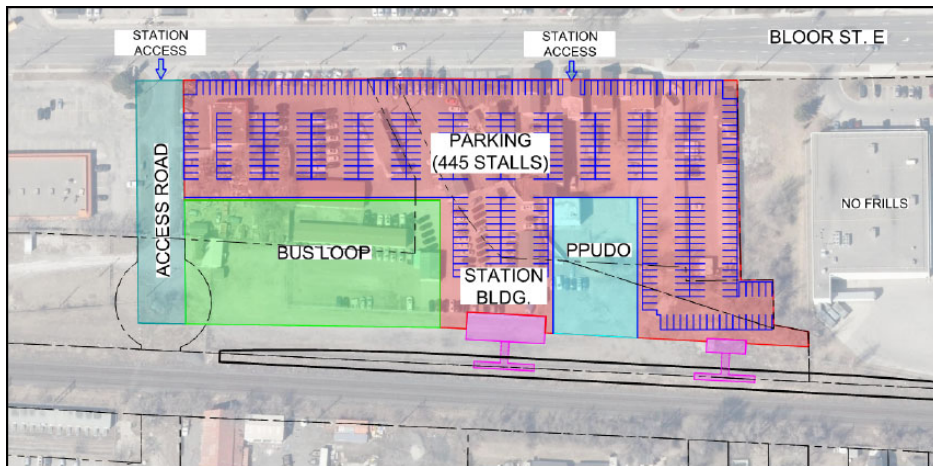 STATION
ACCESS
STATION
ACCESS
BLOOR ST. E
PARKING
(445 STALLS)
ACCESS ROAD
NO FRILLS
BUS LOOP
PPUDO
STATION
BLDG.